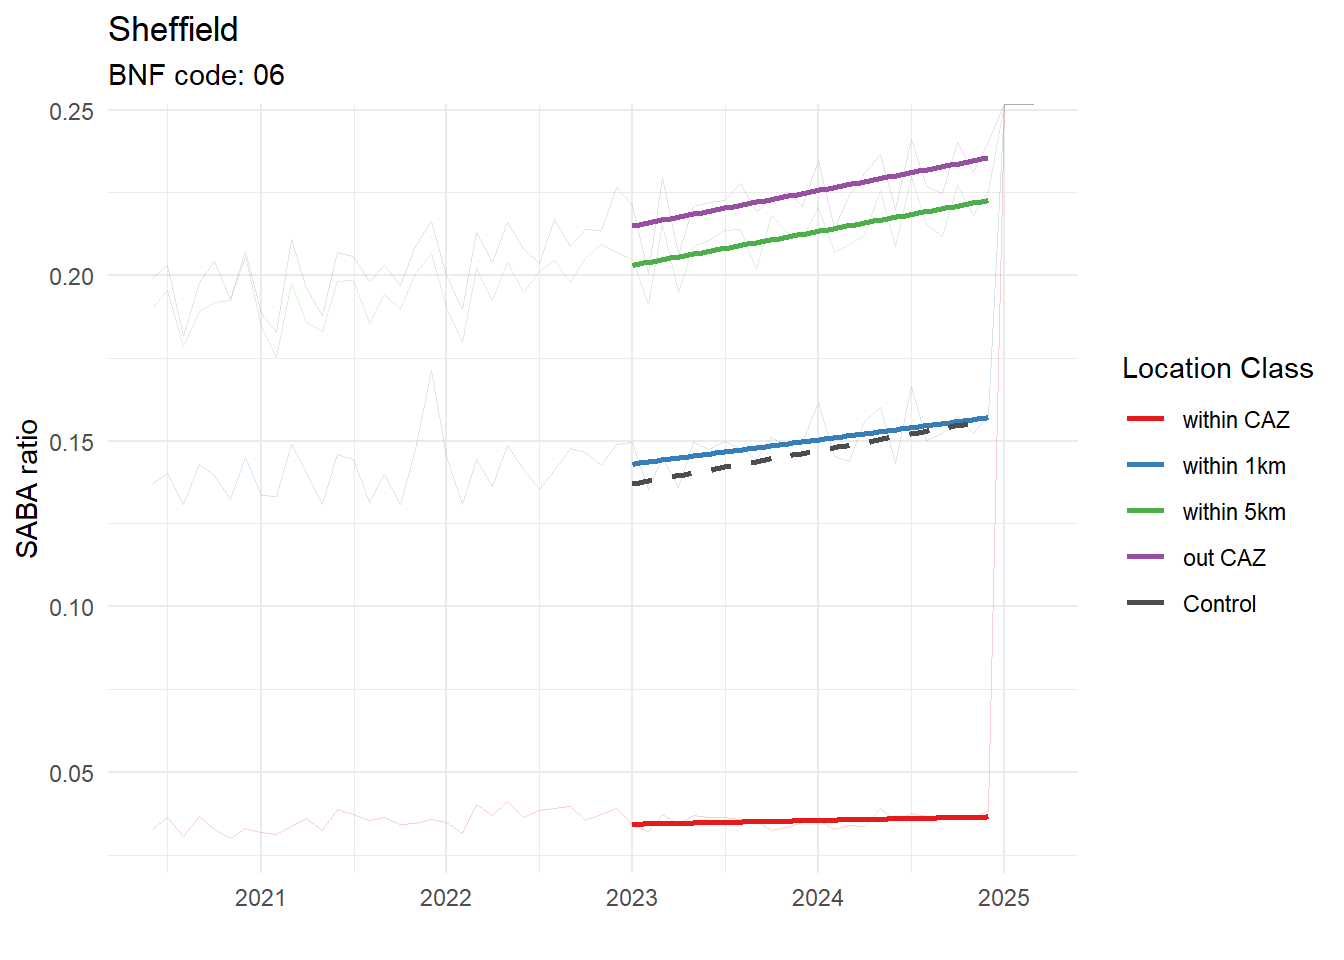 Sheffield
BNF code: 06
0.25
0.20
0.15
0.10
0.05
SABA ratio
2021
2022
2023
2024
2025
Location Class
within CAZ
within 1km
within 5km
out CAZ
Control